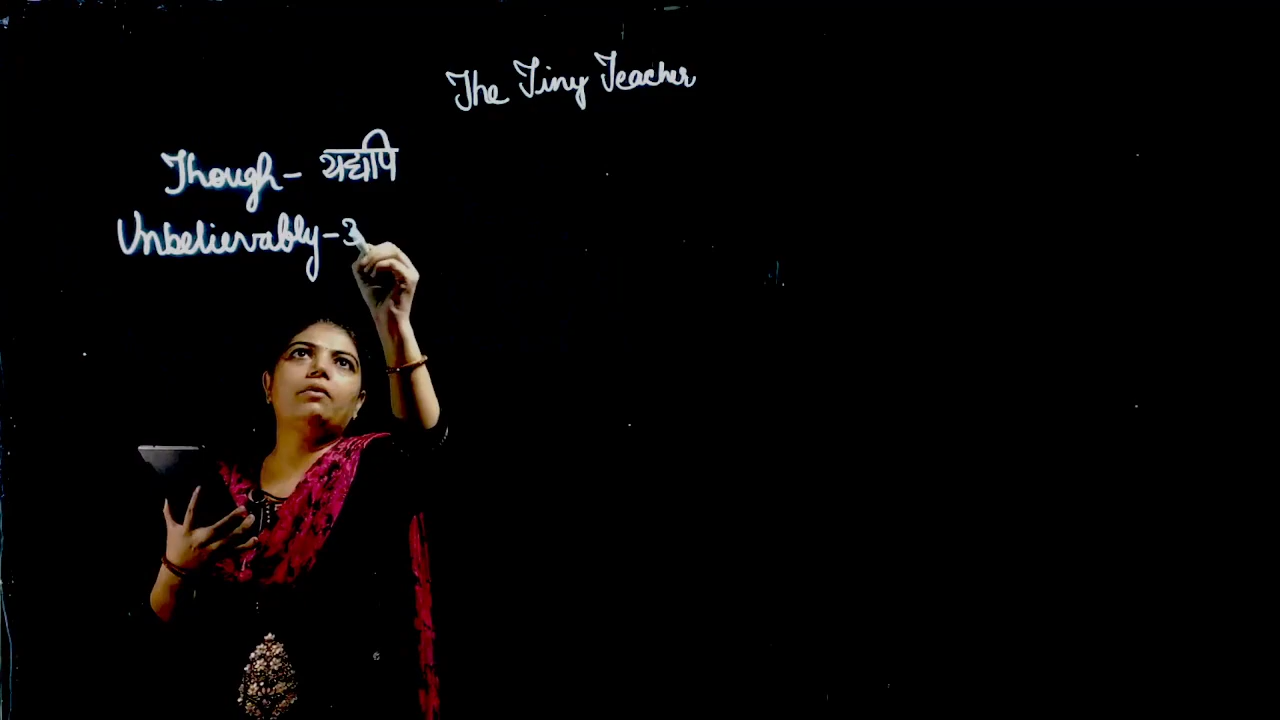 The Tiny Teacher
Though- यद्यपि
Unbelievably-